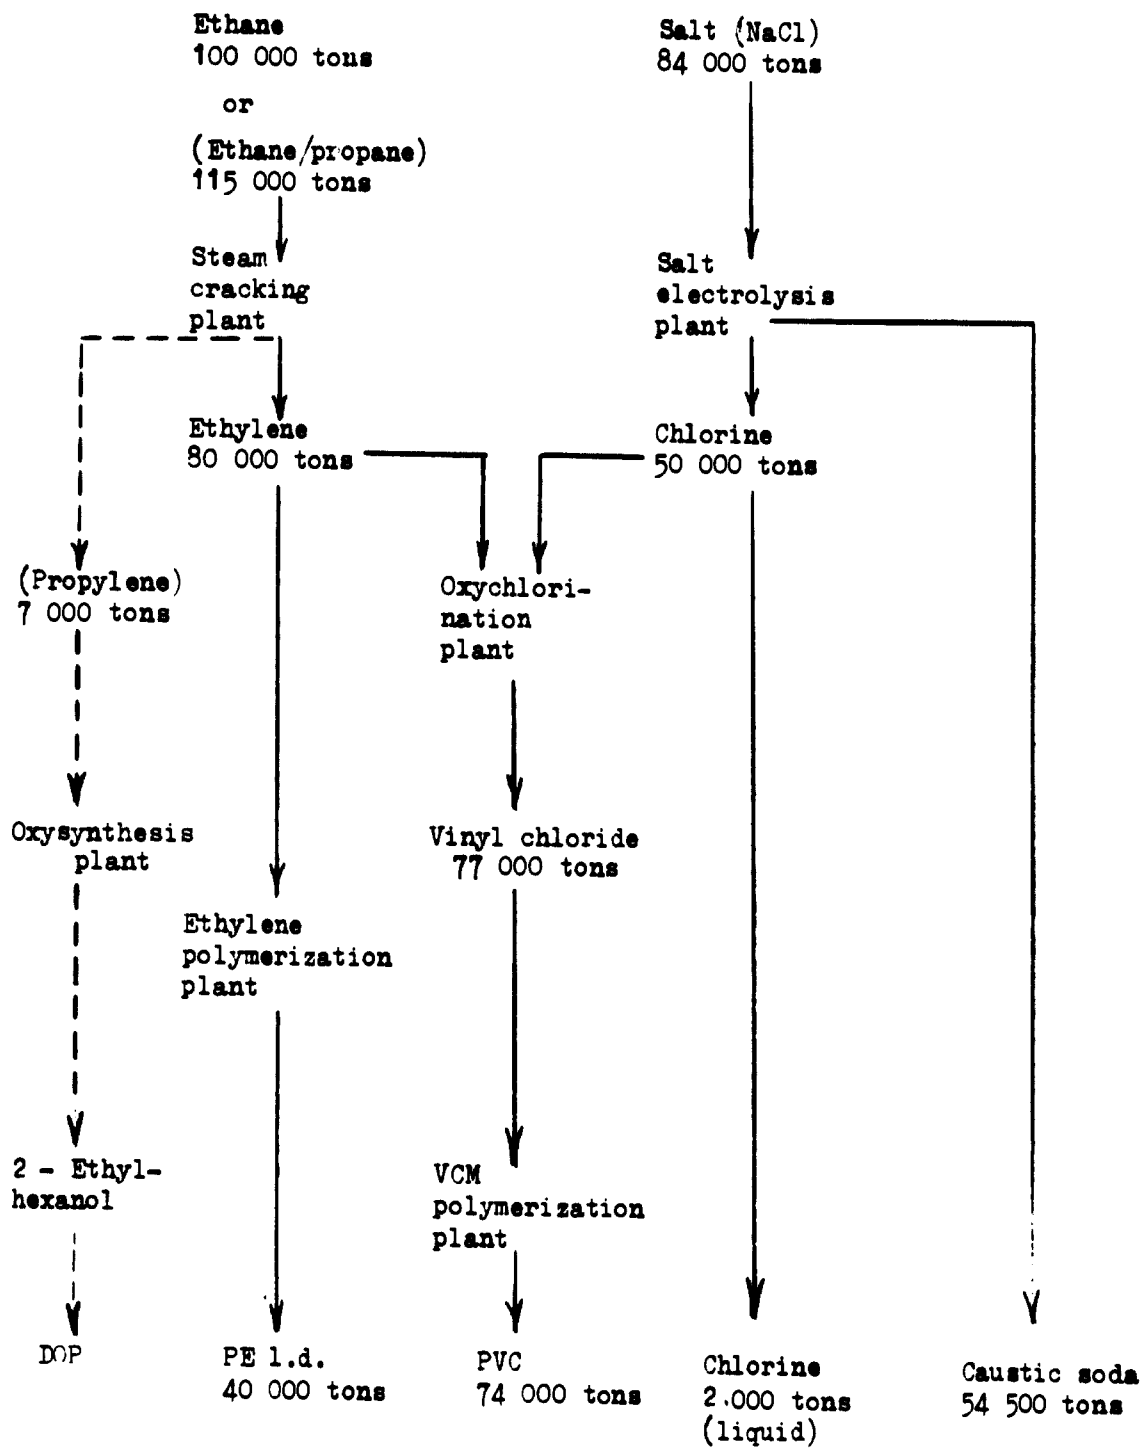 Ethane
100 000 tons
or
(Ethane/propane)
115 000 tons
Salt (NaCl)
84 000 tons
Steam
cracking
plant
Salt
electrolysis
plant
Ethylene
80 000 tons
Chlorine
50 000 tons
(Propylene)
7 000 tons
Oxychlori-
nation
plant
Oxysynthesis
plant
Vinyl chloride
77 000 tons
Ethylene
polymerization
plant
2 - Ethyl-
hexanol
VCM
polymerization
plant
DOP
PE l.d.
40 000 tons
PVC
74 000 tons
Chlorine
2.000 tons
(liquid)
Caustic soda
54 500 tons